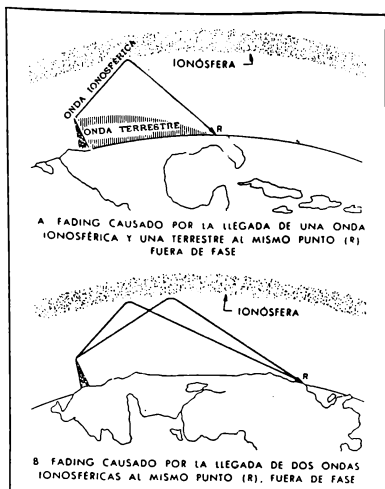 IONÓSFERA
ONDA IONOSFÉRICA
ONDA TERRESTRE
R
A FADING CAUSADO POR LA LLEGADA DE UNA ONDA
IONOSFÉRICA Y UNA TERRESTRE AL MISMO PUNTO (R)
FUERA DE FASE
IONÓSFERA
R
B FADING CAUSADO POR LA LLEGADA DE DOS ONDAS
IONOSFÉRICAS AL MISMO PUNTO (R), FUERA DE FASE